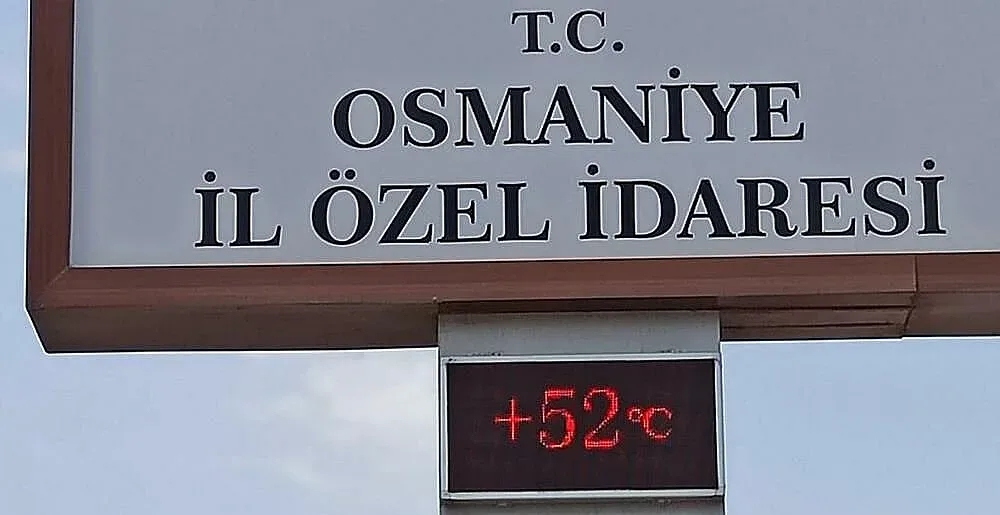 T.C.
OSMANİYE
İL ÖZEL İDARESİ
+52°C